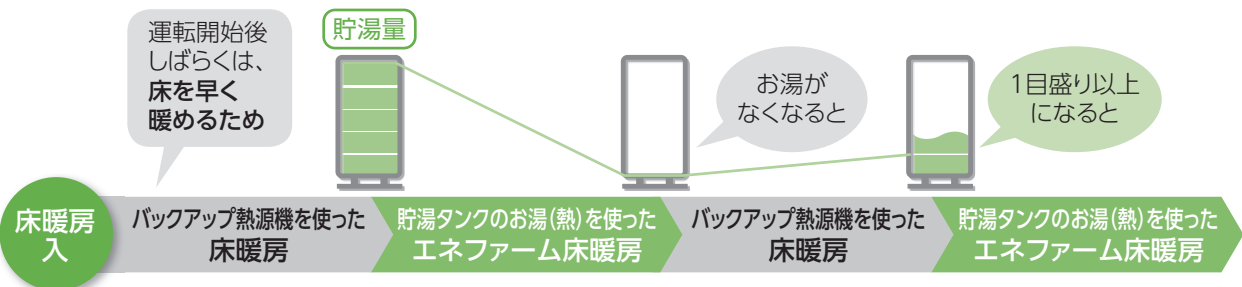 運転開始後
しばらくは、
床を早く
暖めるため
貯湯量
お湯が
なくなると
1目盛り以上
になると
床暖房
入
バックアップ熱源機を使った
床暖房
貯湯タンクのお湯(熱)を使った
エネファーム床暖房
バックアップ熱源機を使った
床暖房
貯湯タンクのお湯(熱)を使った
エネファーム床暖房